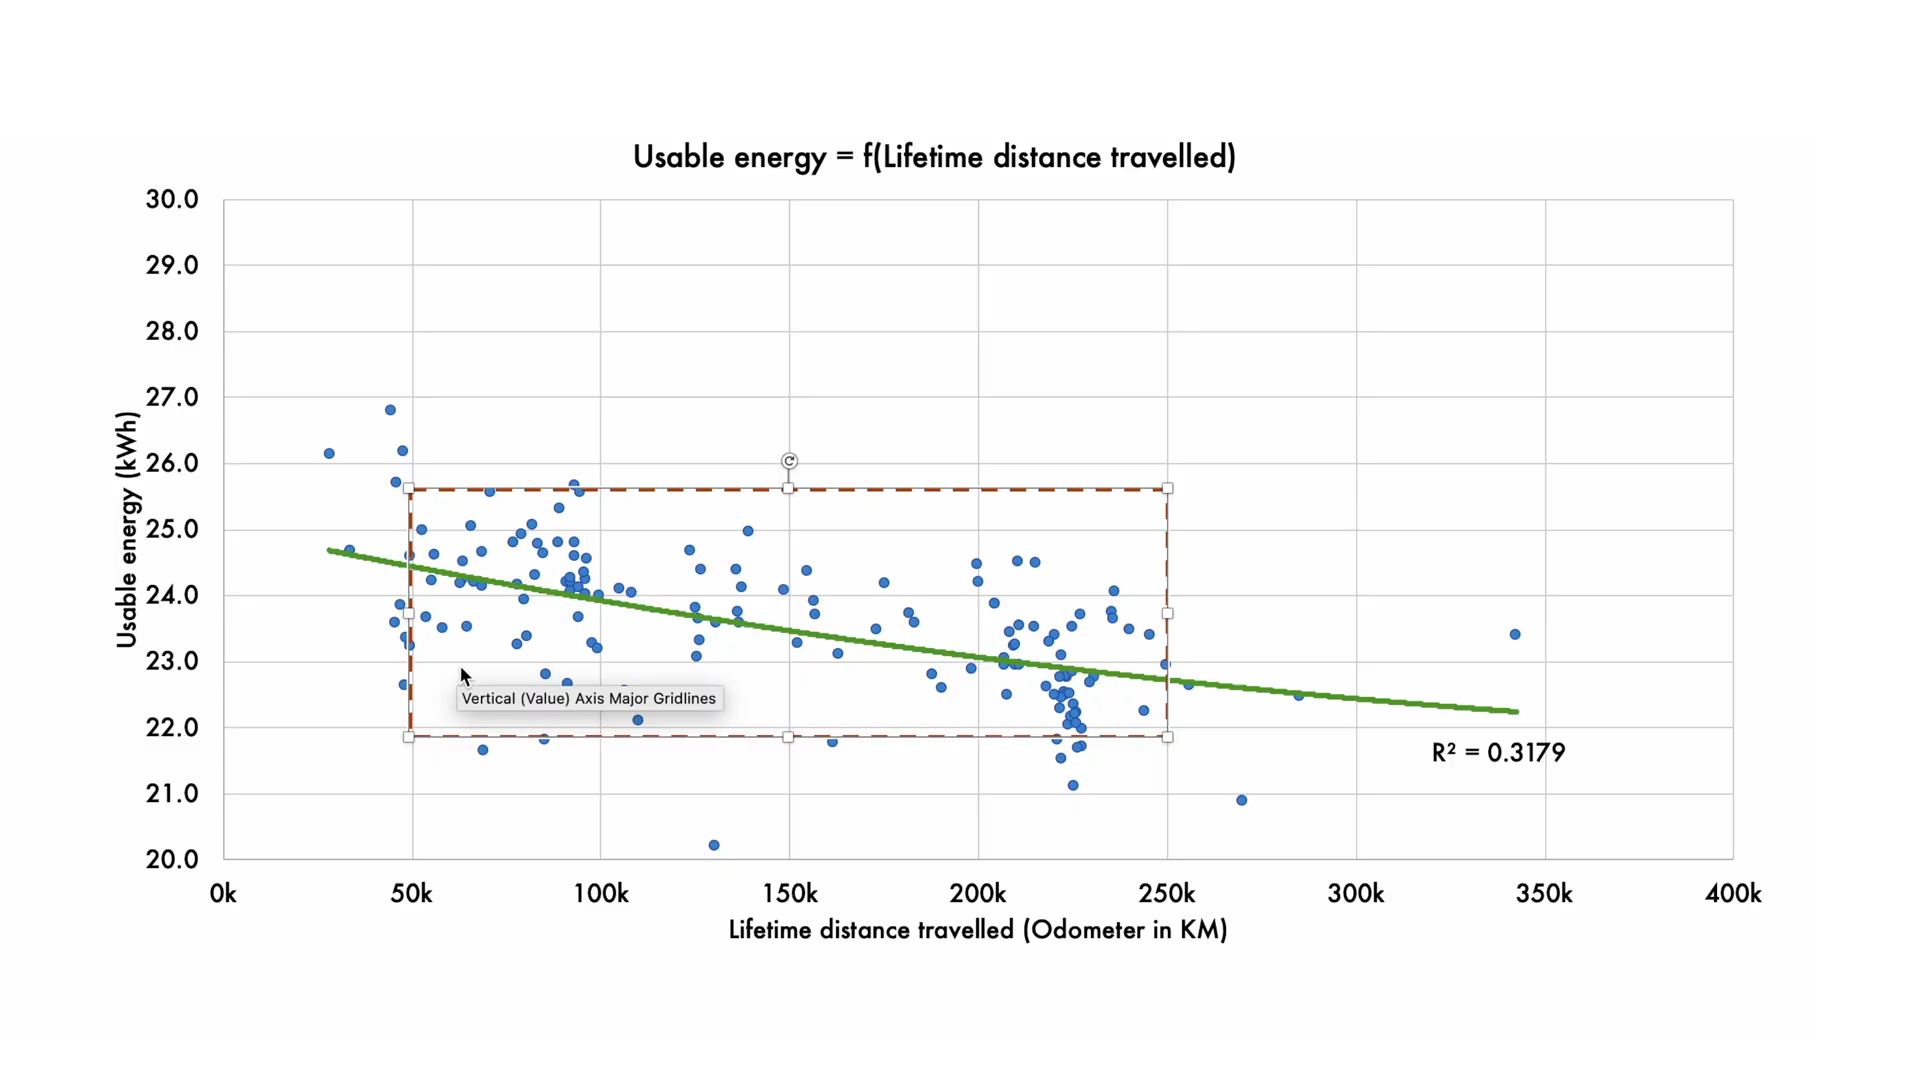 Usable energy = f(Lifetime distance travelled)
30.0
29.0
28.0
27.0
26.0
25.0
24.0
23.0
22.0
21.0
20.0
Usable energy (kWh)
Vertical (Value) Axis Major Gridlines
R² = 0.3179
0k 50k 100k 150k 200k 250k 300k 350k 400k
Lifetime distance travelled (Odometer in KM)